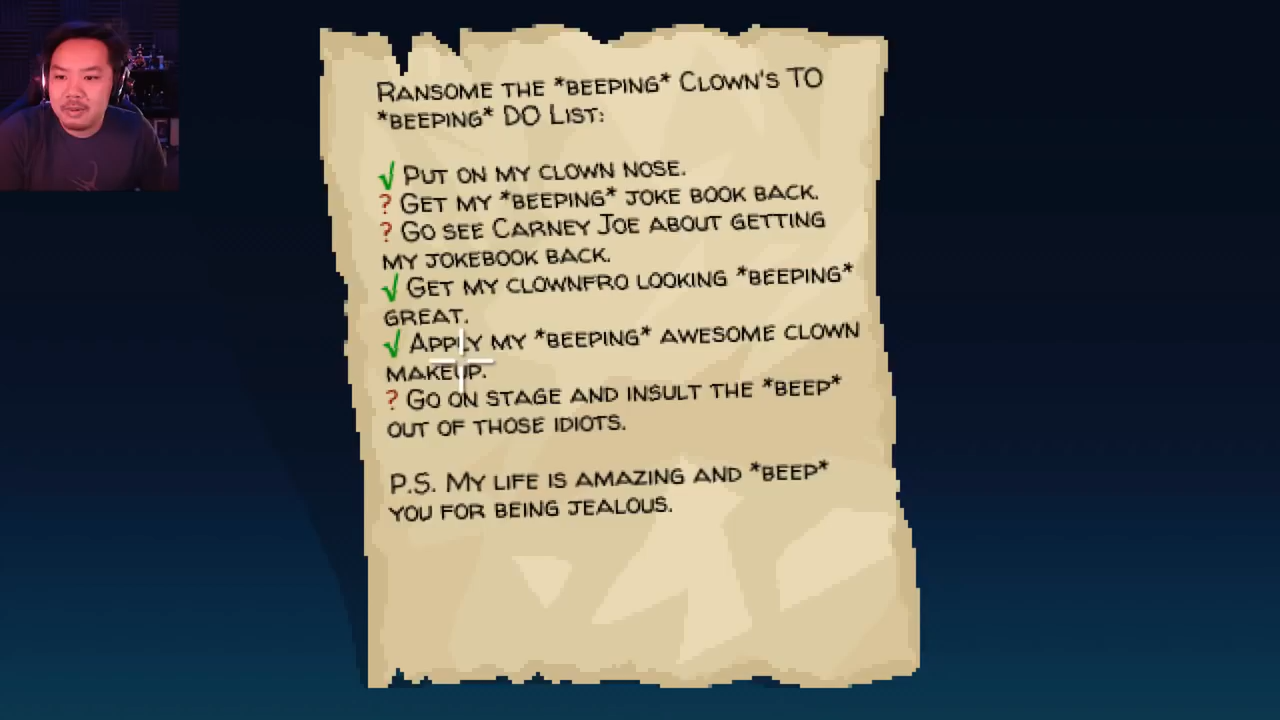 Ransome the *beeping* Clown's TO
*beeping* DO List:
√ Put on my clown nose.
? Get my *beeping* joke book back.
? Go see Carney Joe about getting
my jokebook back.
√ Get my clownfro looking *beeping*
great.
√ Apply my *beeping* awesome clown
makeup.
? Go on stage and insult the *beep*
out of those idiots.
P.S. My life is amazing and *beep*
you for being jealous.